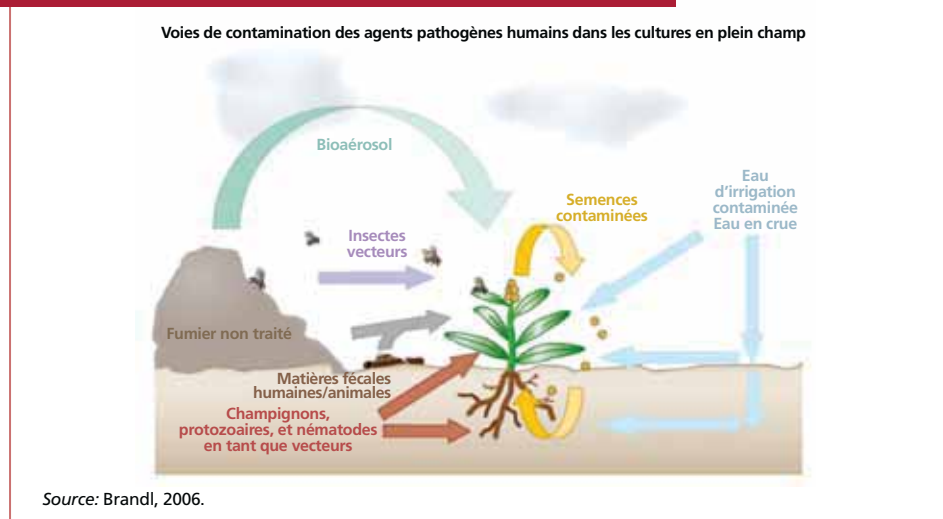 Voies de contamination des agents pathogènes humains dans les cultures en plein champ
Bioaérosol
Eau
d'irrigation
contaminée
Eau en crue
Semences
contaminées
Insectes
vecteurs
Fumier non traité
Matières fécales
humaines/animales
Champignons,
protozoaires, et nématodes
en tant que vecteurs
Source: Brandl, 2006.